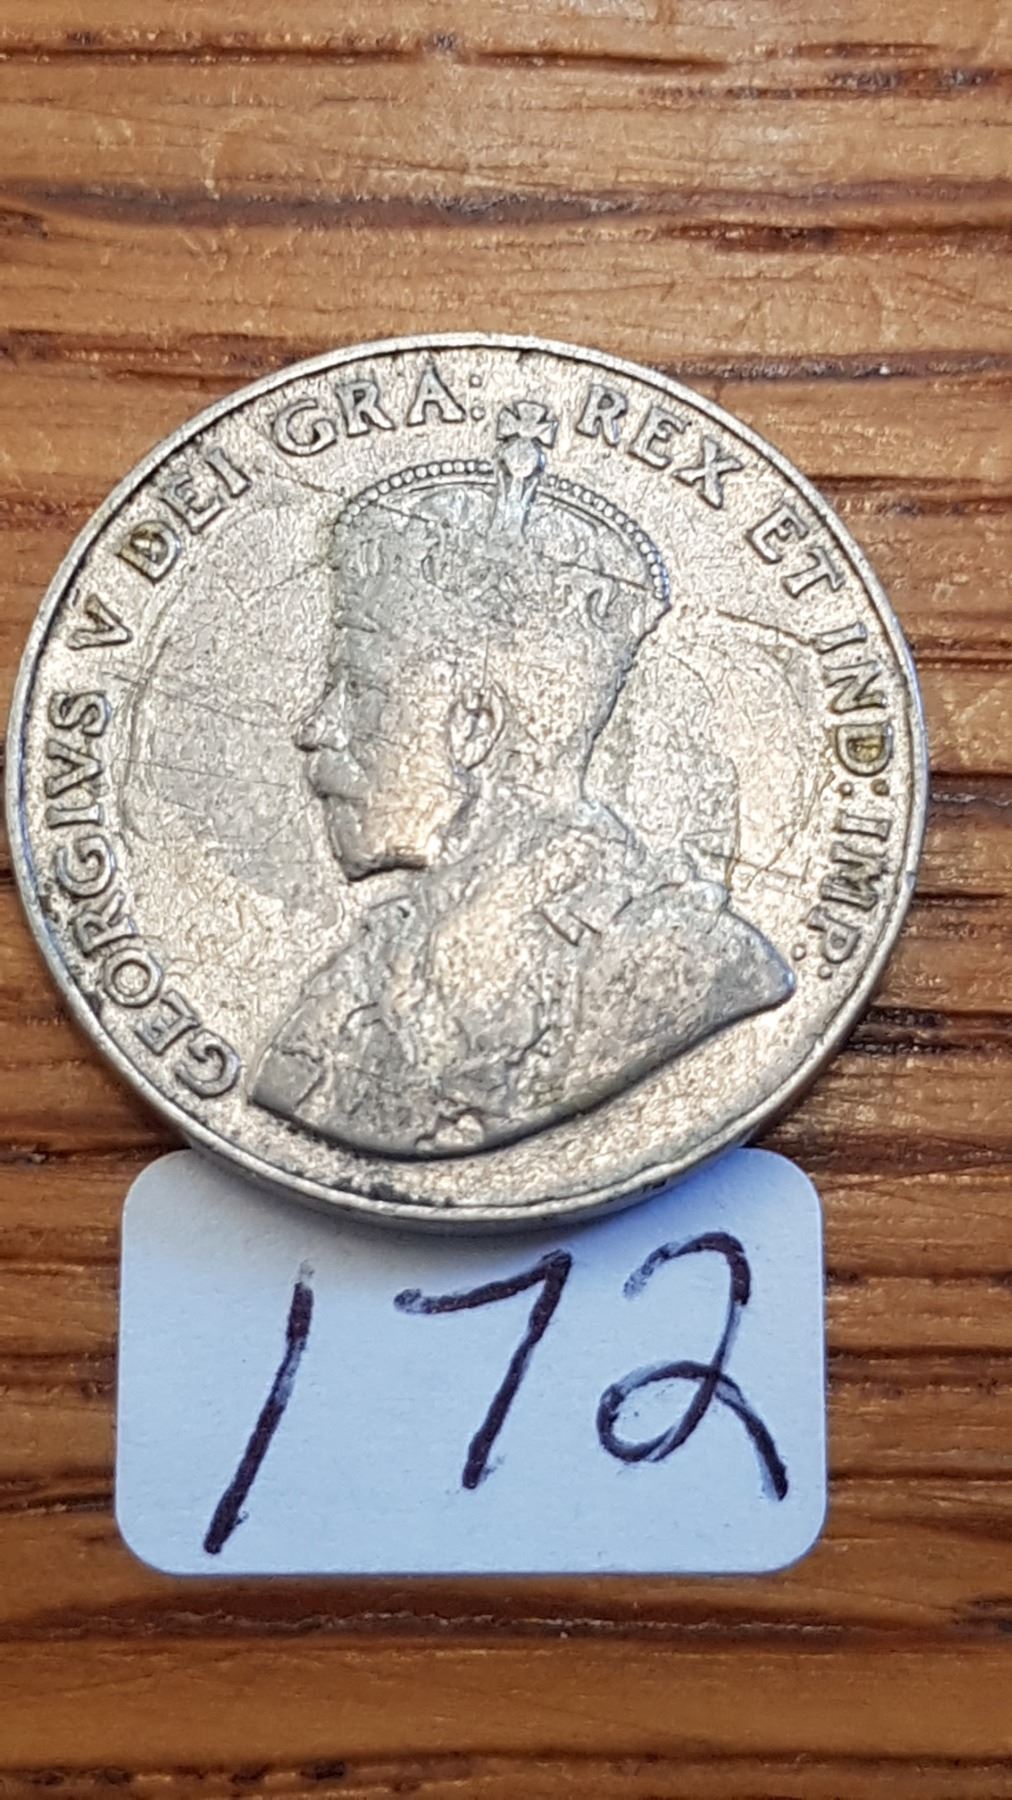 GEORGIVS V DEI GRA: REX ET IND: IMP:
172